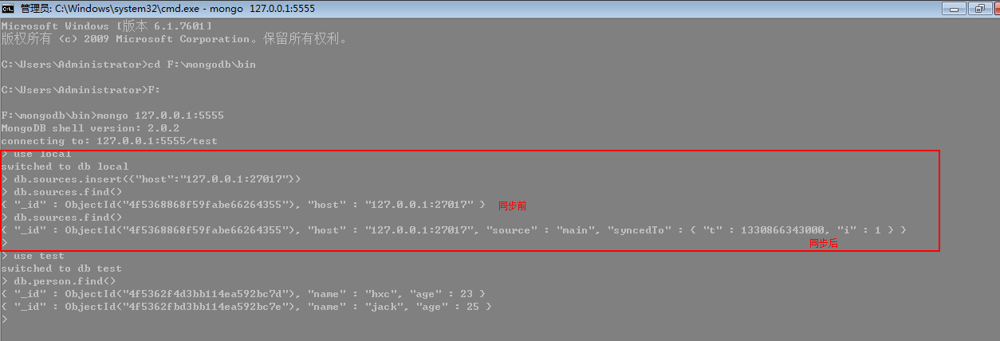 管理员: C:\Windows\system32\cmd.exe - mongo 127.0.0.1:5555
Microsoft Windows [版本 6.1.7601]
版权所有 (c) 2009 Microsoft Corporation。保留所有权利。
C:\Users\Administrator>cd F:\mongodb\bin
C:\Users\Administrator>F:
F:\mongodb\bin>mongo 127.0.0.1:5555
MongoDB shell version: 2.0.2
connecting to: 127.0.0.1:5555/test
> use local
switched to db local
> db.sources.insert({"host":"127.0.0.1:27017"})
> db.sources.find()
{ "_id" : ObjectId("4f5368868f59fabe66264355"), "host" : "127.0.0.1:27017" } 同步前
> db.sources.find()
{ "_id" : ObjectId("4f5368868f59fabe66264355"), "host" : "127.0.0.1:27017", "source" : "main", "syncedTo" : { "t" : 1330866343000, "i" : 1 } }
> 同步后
> use test
switched to db test
> db.person.find()
{ "_id" : ObjectId("4f5362f4d3bb114ea592bc7d"), "name" : "hxc", "age" : 23 }
{ "_id" : ObjectId("4f5362fbd3bb114ea592bc7e"), "name" : "jack", "age" : 25 }
>